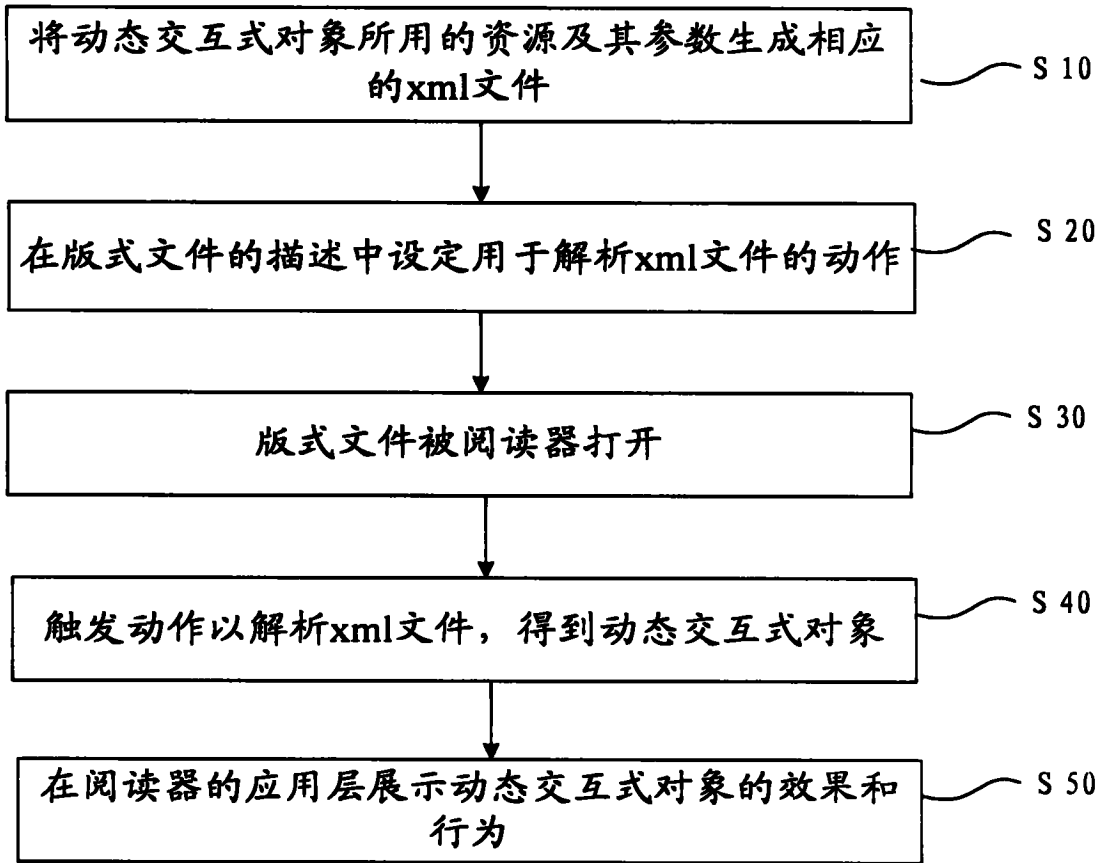 将动态交互式对象所用的资源及其参数生成相应
的xml文件
S 10
在版式文件的描述中设定用于解析xml文件的动作
S 20
版式文件被阅读器打开
S 30
触发动作以解析xml文件，得到动态交互式对象
S 40
在阅读器的应用层展示动态交互式对象的效果和
行为
S 50